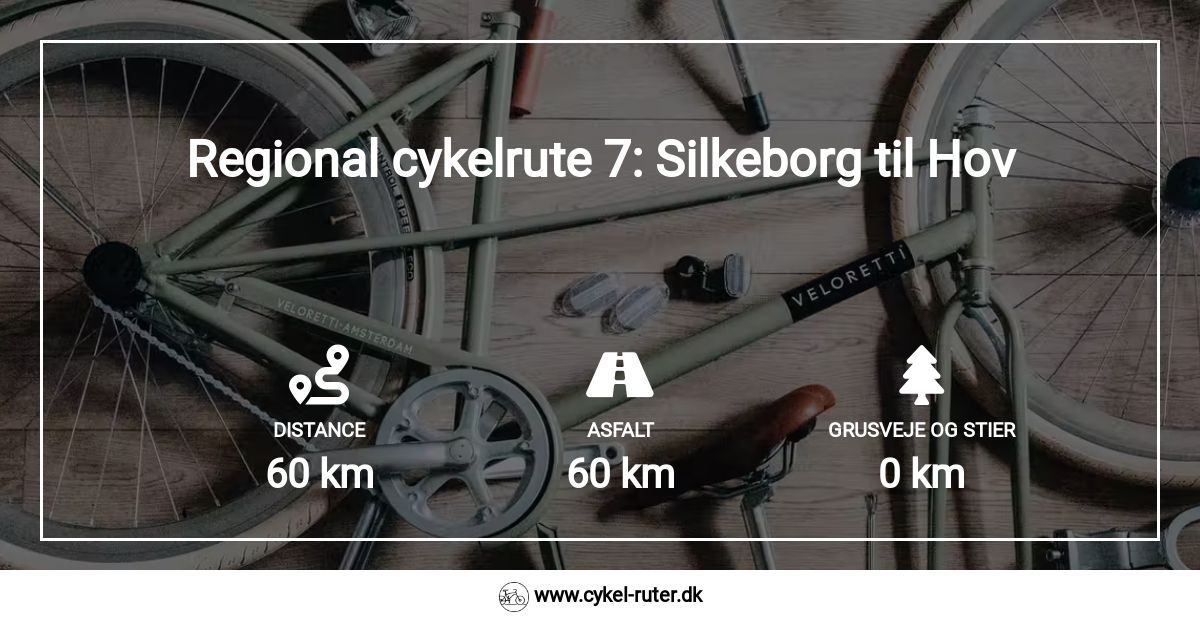 Regional cykelrute 7: Silkeborg til Hov
VELORETTI
VELORETTI·AMSTERDAM
DISTANCE
ASFALT
GRUSVEJE OG STIER
60 km
60 km
0 km
www.cykel-ruter.dk